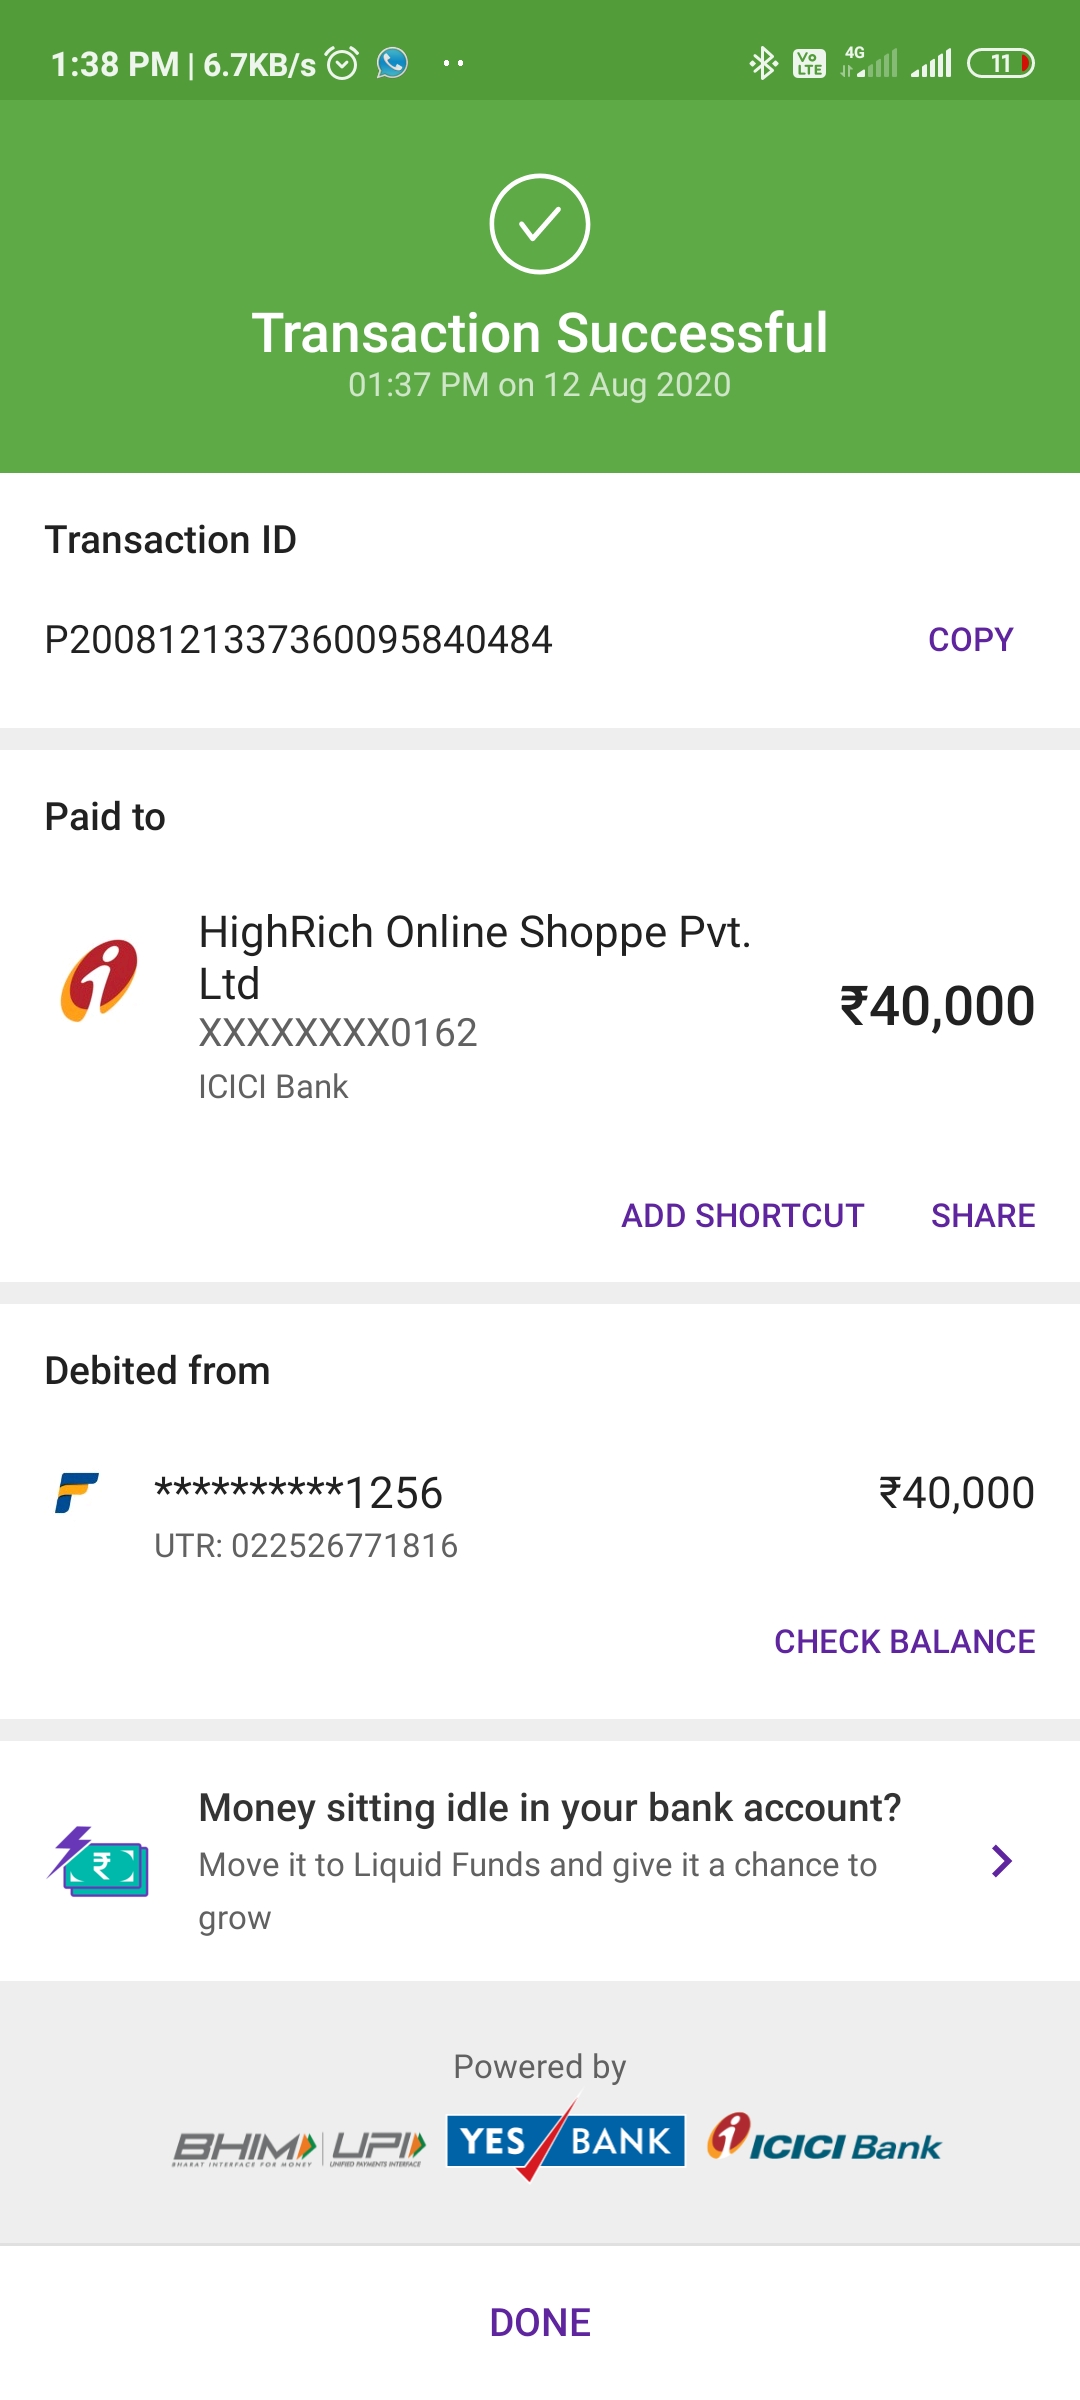 1:38 PM | 6.7KB/s
Vo LTE 4G 11
Transaction Successful
01:37 PM on 12 Aug 2020
Transaction ID
P2008121337360095840484 COPY
Paid to
HighRich Online Shoppe Pvt.
Ltd
₹40,000
XXXXXXXX0162
ICICI Bank
ADD SHORTCUT SHARE
Debited from
**********1256 ₹40,000
UTR: 022526771816
CHECK BALANCE
Money sitting idle in your bank account?
Move it to Liquid Funds and give it a chance to
grow
Powered by
BHIM UPI YES BANK ICICI Bank
BHARAT INTERFACE FOR MONEY UNIFIED PAYMENTS INTERFACE
DONE